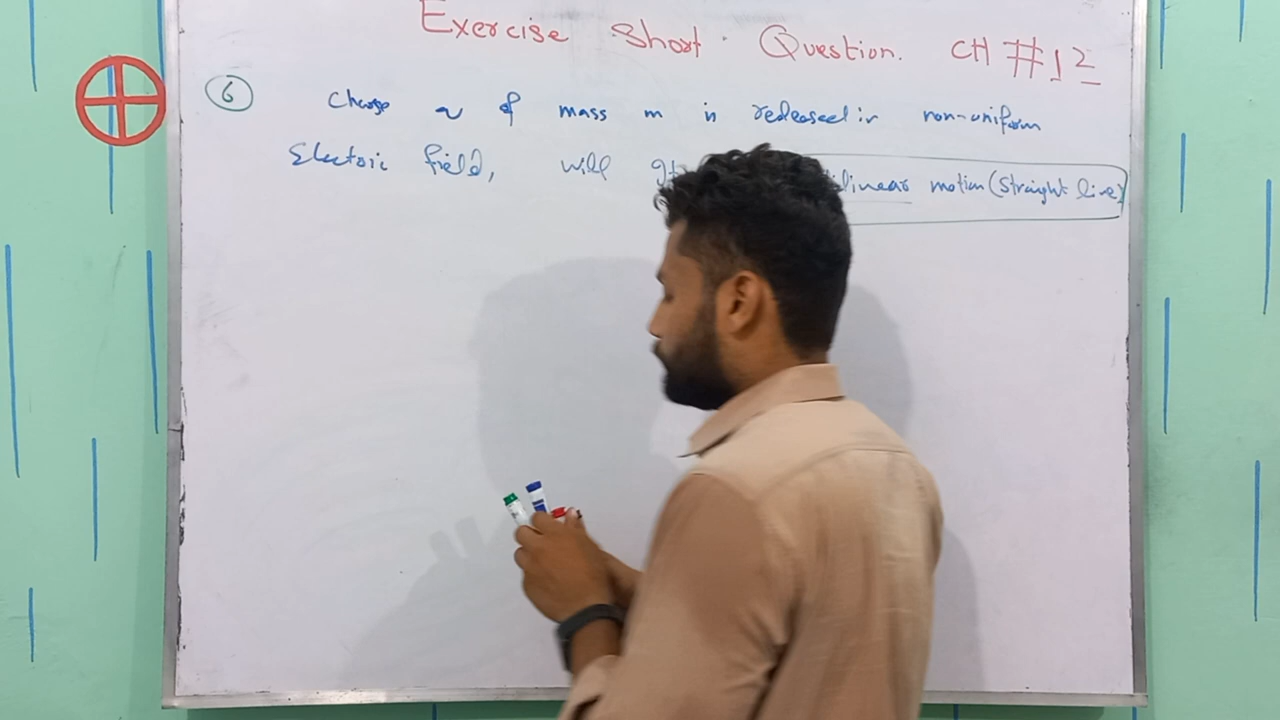 Exercise Short Question. CH #12
6 Charge q of mass m is released in non-uniform
Electric field, will linear motion (Straight line)